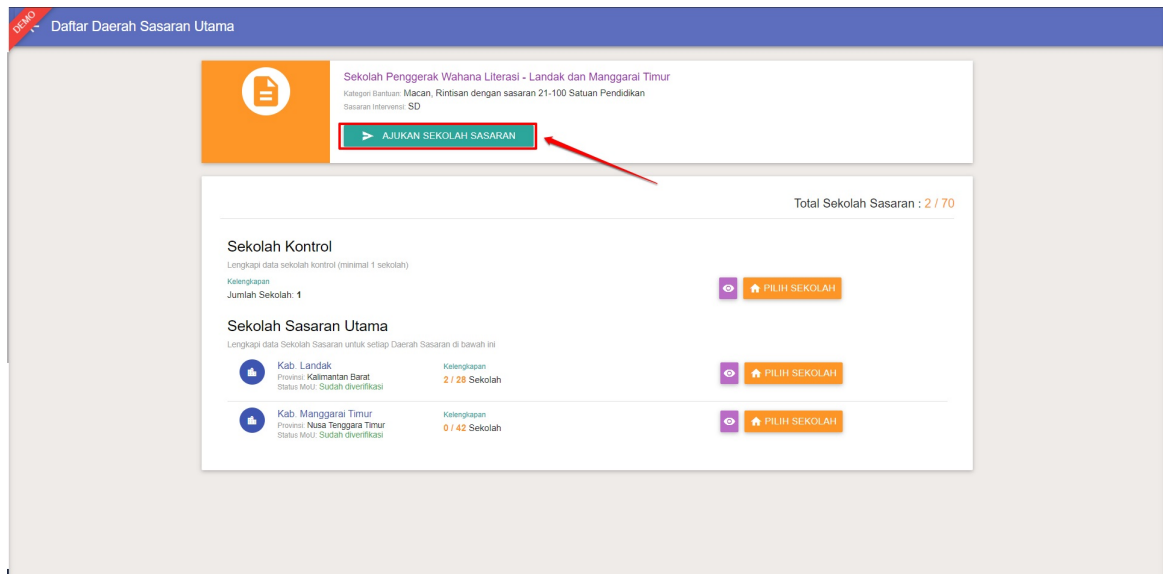 DEMO
Daftar Daerah Sasaran Utama
Sekolah Penggerak Wahana Literasi - Landak dan Manggarai Timur
Kategori Bantuan: Macan, Rintisan dengan sasaran 21-100 Satuan Pendidikan
Sasaran Intervensi: SD
AJUKAN SEKOLAH SASARAN
Total Sekolah Sasaran : 2 / 70
Sekolah Kontrol
Lengkapi data sekolah kontrol (minimal 1 sekolah)
Kelengkapan
Jumlah Sekolah: 1
PILIH SEKOLAH
Sekolah Sasaran Utama
Lengkapi data Sekolah Sasaran untuk setiap Daerah Sasaran di bawah ini
Kab. Landak
Provinsi: Kalimantan Barat
Status MoU: Sudah diverifikasi
Kelengkapan
2 / 28 Sekolah
PILIH SEKOLAH
Kab. Manggarai Timur
Provinsi: Nusa Tenggara Timur
Status MoU: Sudah diverifikasi
Kelengkapan
0 / 42 Sekolah
PILIH SEKOLAH